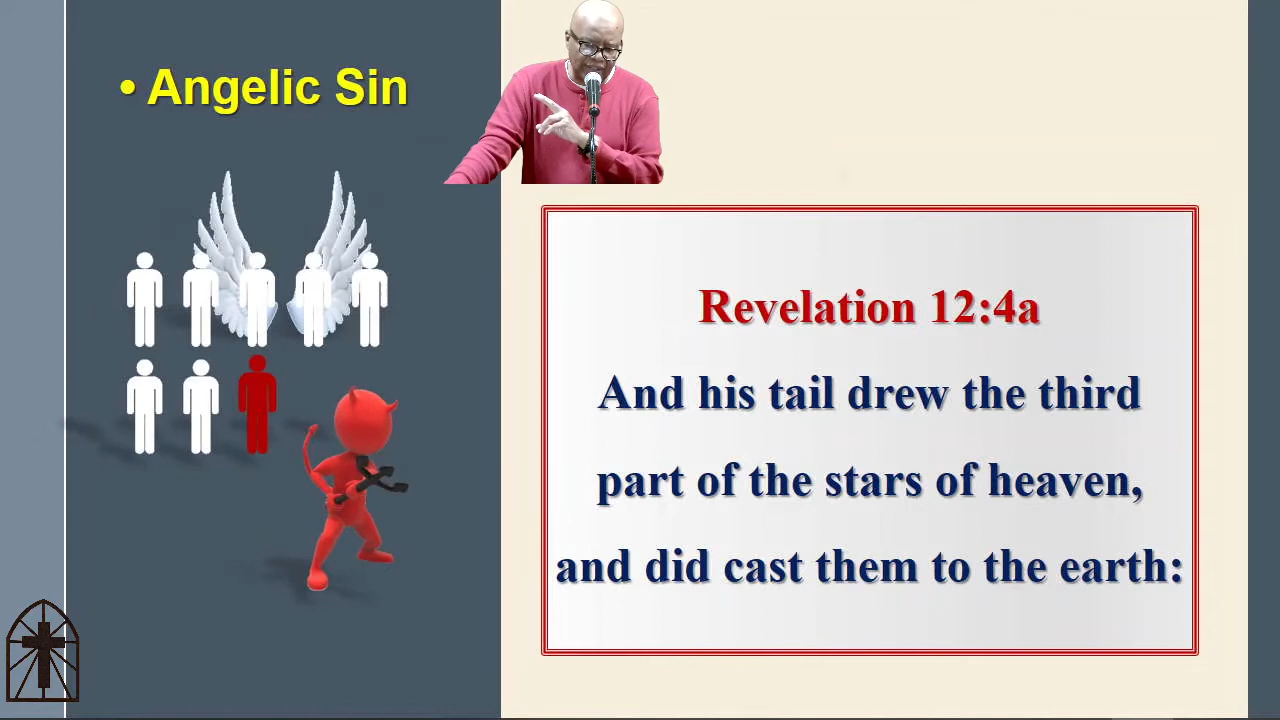 • Angelic Sin
Revelation 12:4a
And his tail drew the third
part of the stars of heaven,
and did cast them to the earth: